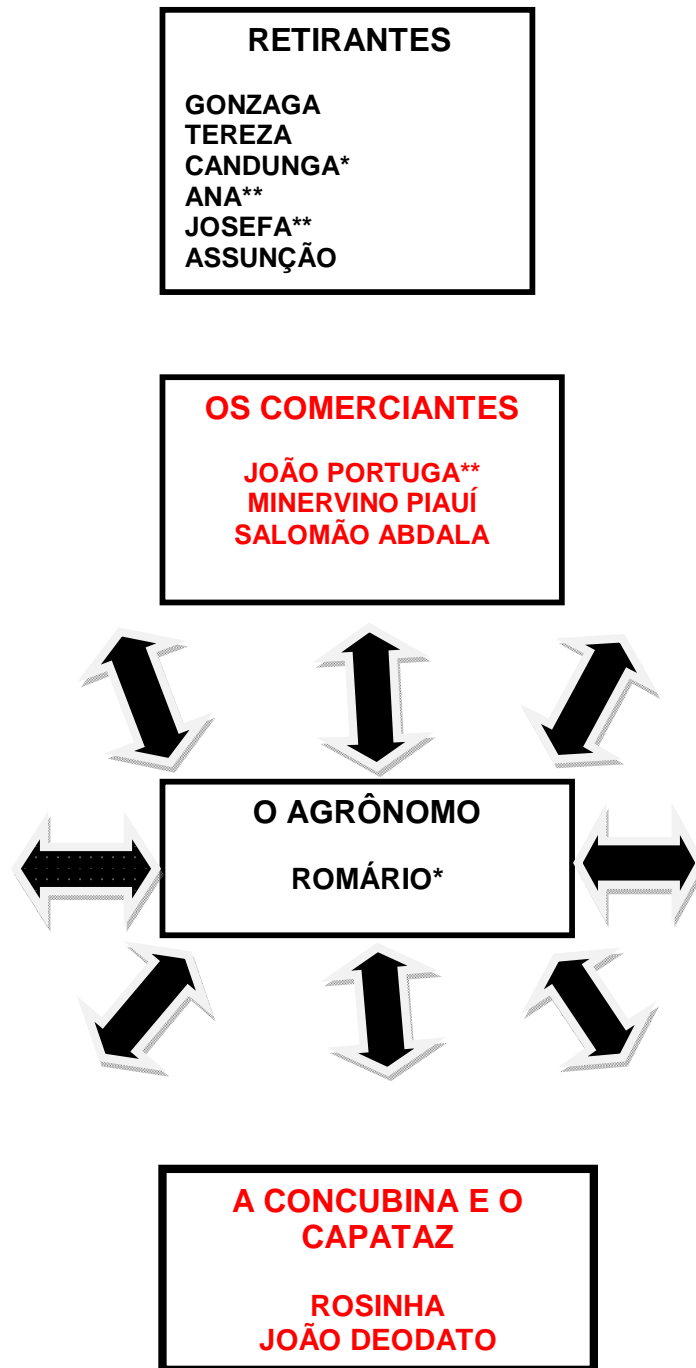 RETIRANTES
GONZAGA
TEREZA
CANDUNGA*
ANA**
JOSEFA**
ASSUNÇÃO
OS COMERCIANTES
JOÃO PORTUGA**
MINERVINO PIAUÍ
SALOMÃO ABDALA
O AGRÔNOMO
ROMÁRIO*
A CONCUBINA E O
CAPATAZ
ROSINHA
JOÃO DEODATO